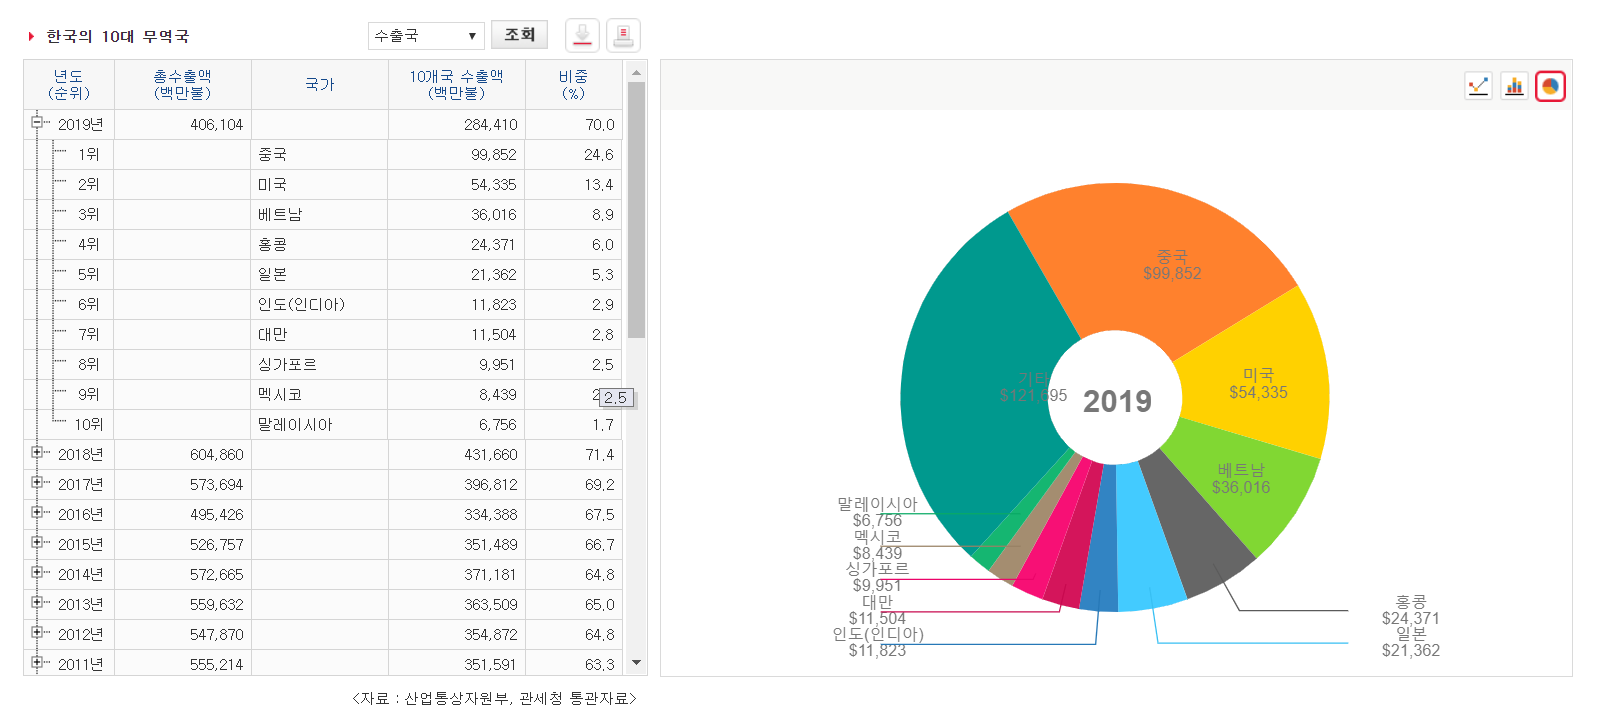 한국의 10대 무역국
수출국 조회
년도 (순위) 총수출액 (백만불) 국가 10개국 수출액 (백만불) 비중 (%)
2019년 406,104 284,410 70.0
1위 중국 99,852 24.6
2위 미국 54,335 13.4
3위 베트남 36,016 8.9
4위 홍콩 24,371 6.0
5위 일본 21,362 5.3
6위 인도(인디아) 11,823 2.9
7위 대만 11,504 2.8
8위 싱가포르 9,951 2.5
9위 멕시코 8,439 2
2.5
10위 말레이시아 6,756 1.7
2018년 604,860 431,660 71.4
2017년 573,694 396,812 69.2
2016년 495,426 334,388 67.5
2015년 526,757 351,489 66.7
2014년 572,665 371,181 64.8
2013년 559,632 363,509 65.0
2012년 547,870 354,872 64.8
2011년 555,214 351,591 63.3
<자료 : 산업통상자원부, 관세청 통관자료>
중국
$99,852
미국
$54,335
기타
$121,695
2019
베트남
$36,016
말레이시아
$6,756
멕시코
$8,439
싱가포르
$9,951
대만
$11,504
인도(인디아)
$11,823
홍콩
$24,371
일본
$21,362